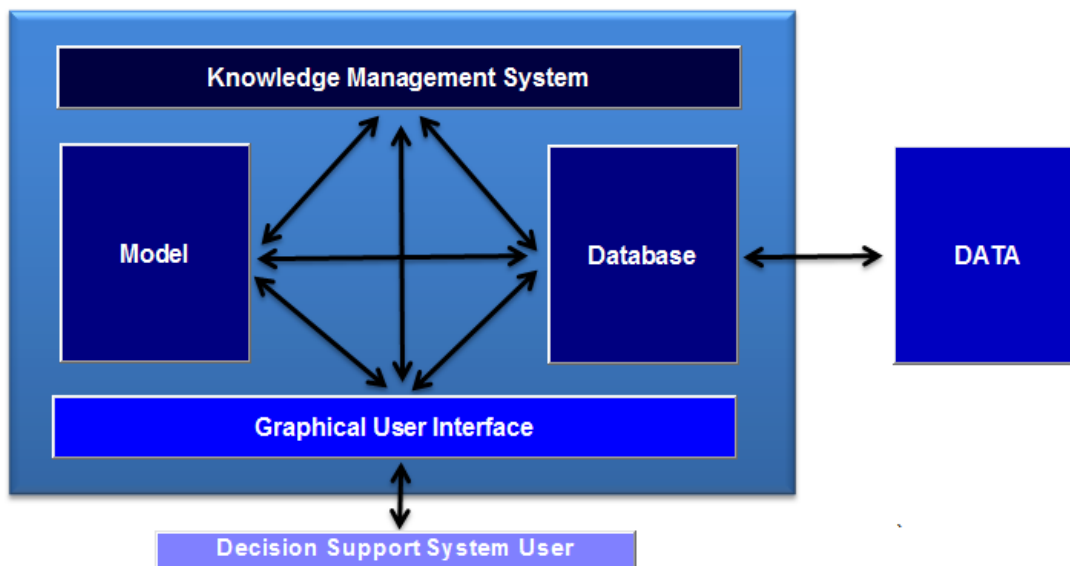 Knowledge Management System
Model
Database
DATA
Graphical User Interface
Decision Support System User
`